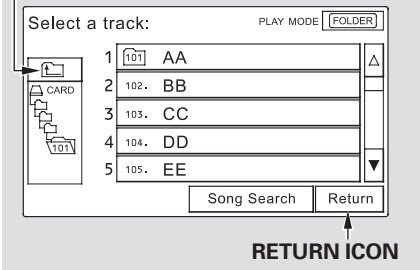 Select a track: PLAY MODE FOLDER
1 101 AA
CARD
2 102. BB
3 103. CC
4 104. DD
101
5 105. EE
Song Search Return
RETURN ICON